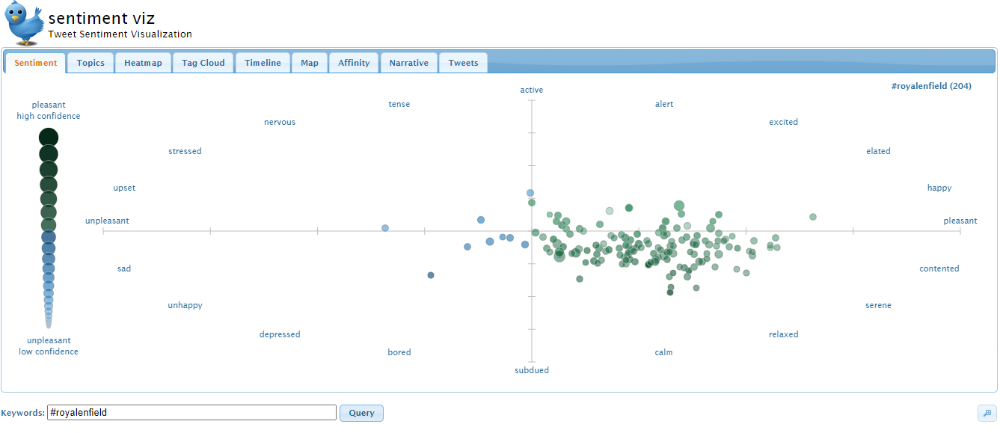 sentiment viz
Tweet Sentiment Visualization
Sentiment Topics Heatmap Tag Cloud Timeline Map Affinity Narrative Tweets
#royalenfield (204)
active
pleasant
high confidence
tense
alert
nervous
excited
stressed
elated
upset
happy
unpleasant
pleasant
sad
contented
unhappy
serene
depressed
relaxed
unpleasant
low confidence
bored
calm
subdued
Keywords: #royalenfield Query